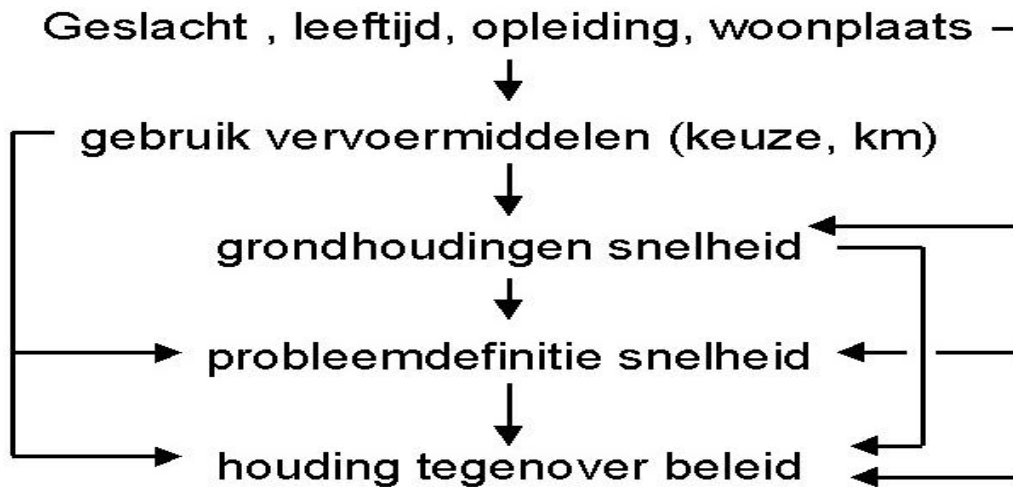 Geslacht , leeftijd, opleiding, woonplaats
gebruik vervoermiddelen (keuze, km)
grondhoudingen snelheid
probleemdefinitie snelheid
houding tegenover beleid